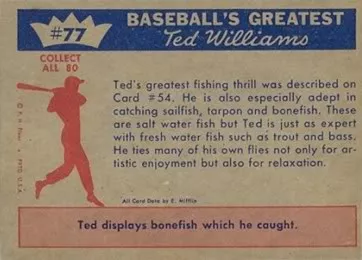 #77
BASEBALL'S GREATEST
Ted Williams
COLLECT
ALL 80
Ted's greatest fishing thrill was described on
Card #54. He is also especially adept in
catching sailfish, torpon and bonefish. These
are salt water fish but Ted is just as expert
with fresh water fish such as trout and bass.
He ties many of his own flies not only for ar-
tistic enjoyment but also for relaxation.
PRTD. U.S.A.
All Card Data by E. Mifflin
Ted displays bonefish which he caught.